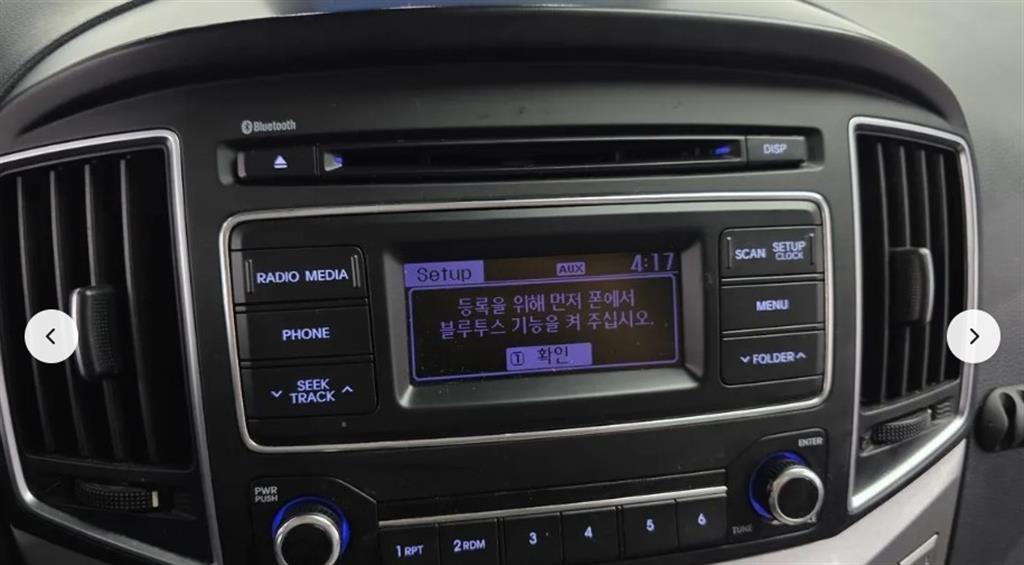 Bluetooth
DISP
RADIO MEDIA
PHONE
SEEK
TRACK
Setup AUX 4:17
등록을 위해 먼저 폰에서
블루투스 기능을 켜 주십시오.
1 확인
SCAN SETUP
CLOCK
MENU
FOLDER
PWR
PUSH
1 RPT 2 RDM 3 4 5 6
ENTER
TUNE